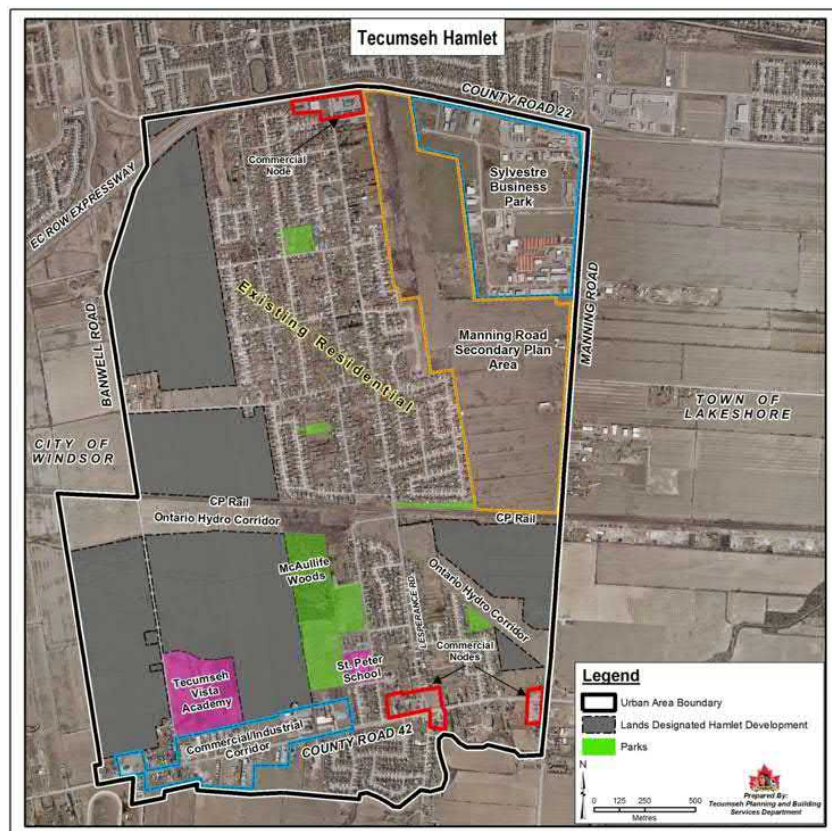 Tecumseh Hamlet
COUNTY ROAD 22
Commercial
Node
Sylvestre
Business
Park
EC ROW EXPRESSWAY
Existing Residential
BANWELL ROAD
MANNING ROAD
Manning Road
Secondary Plan
Area
TOWN OF
LAKESHORE
CITY OF
WINDSOR
CP Rail
Ontario Hydro Corridor
CP Rail
McAullife
Woods
LESPERANCE RD
Ontario Hydro
Corridor
Commercial
Nodes
St. Peter
School
Tecumseh
Vista
Academy
Commercial/Industrial
Corridor
COUNTY ROAD 42
Legend
Urban Area Boundary
Lands Designated Hamlet Development
Parks
N
0 125 250 500
Metres
Prepared By:
Tecumseh Planning and Building
Services Department